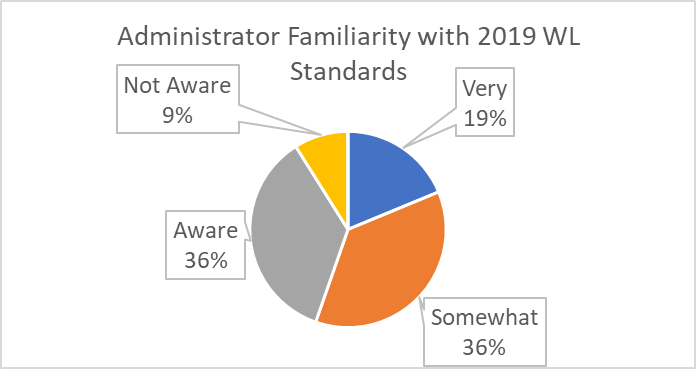 Administrator Familiarity with 2019 WL
Standards
Not Aware
9%
Very
19%
Aware
36%
Somewhat
36%